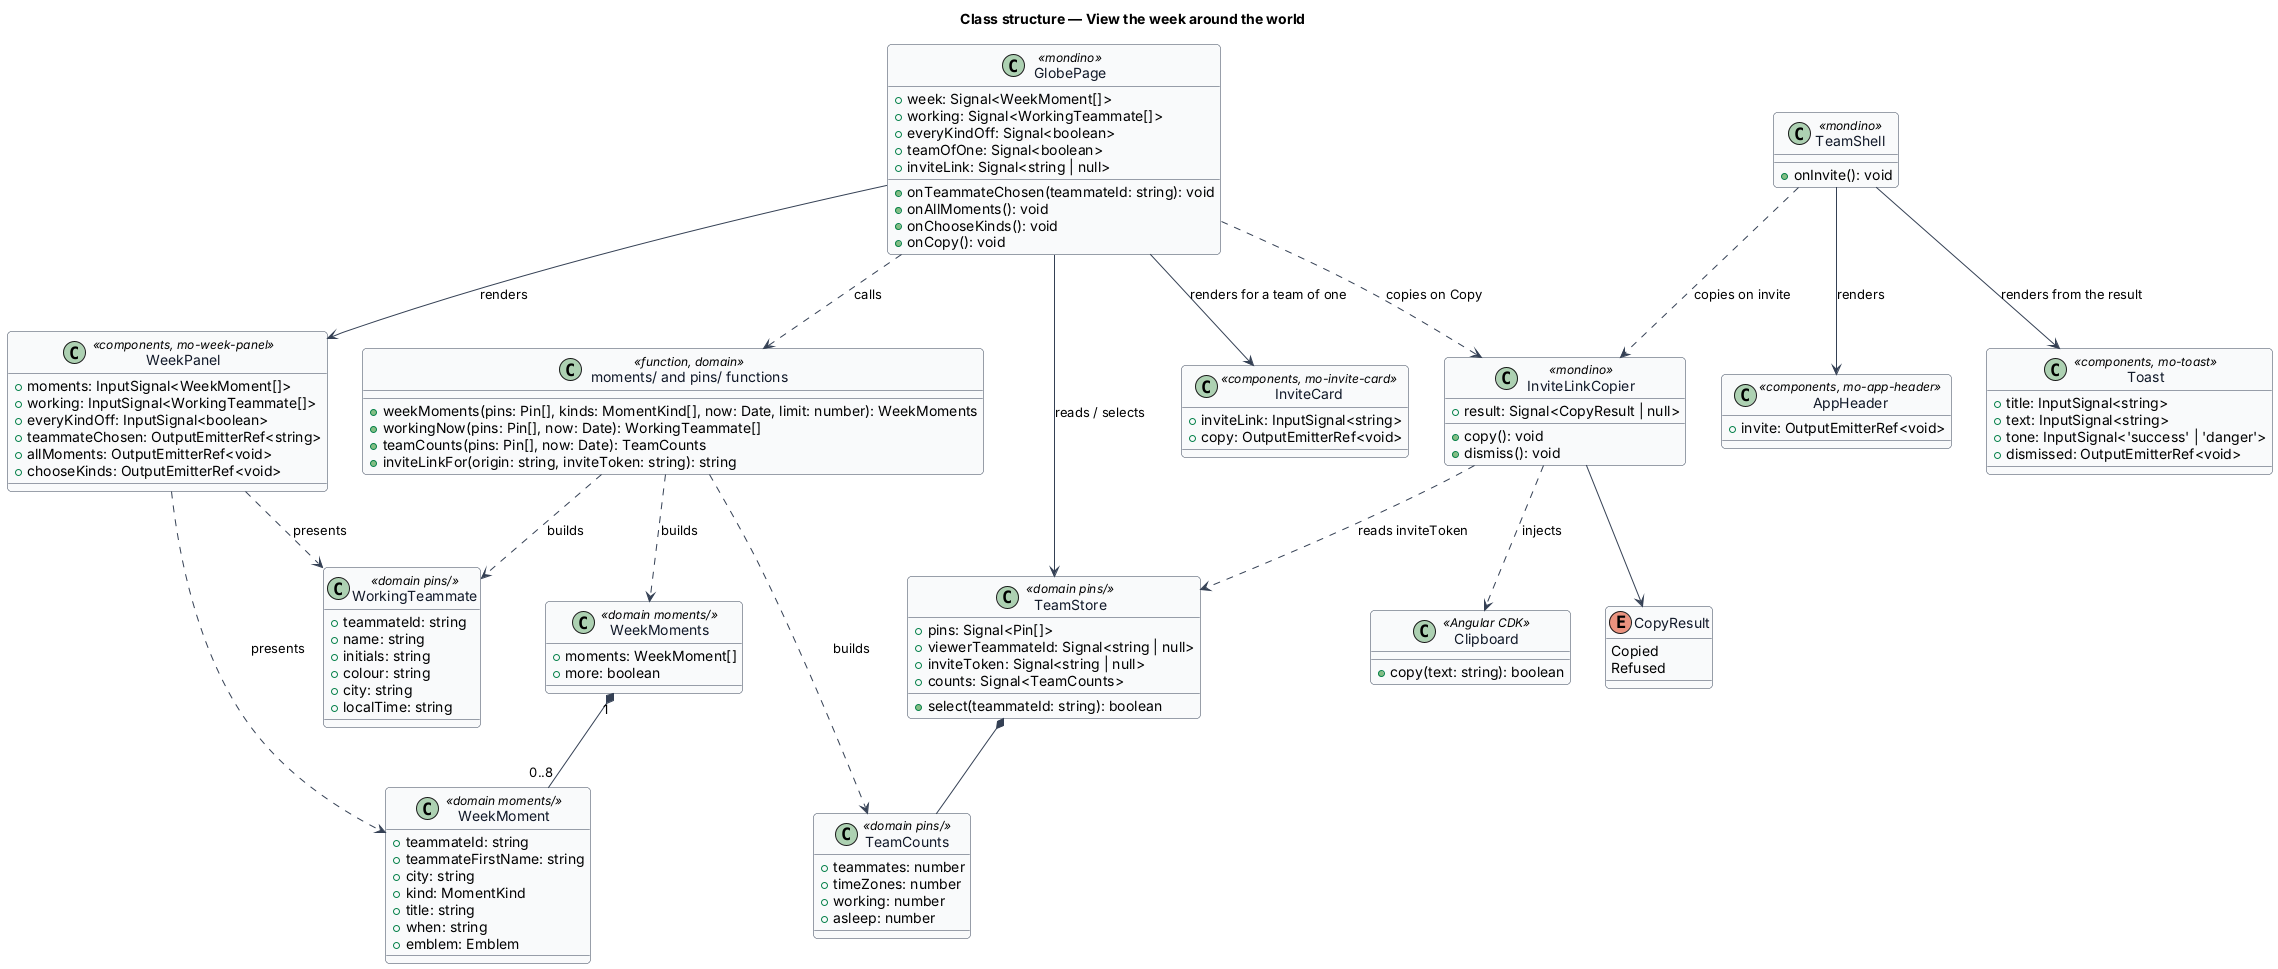 Class structure — View the week around the world
«mondino»
GlobePage
week: Signal<WeekMoment[]>
working: Signal<WorkingTeammate[]>
everyKindOff: Signal<boolean>
teamOfOne: Signal<boolean>
inviteLink: Signal<string | null>
onTeammateChosen(teammateId: string): void
onAllMoments(): void
onChooseKinds(): void
onCopy(): void
«mondino»
TeamShell
onInvite(): void
renders
calls
reads / selects
renders for a team of one
copies on Copy
copies on invite
renders
renders from the result
«components, mo-week-panel»
WeekPanel
moments: InputSignal<WeekMoment[]>
working: InputSignal<WorkingTeammate[]>
everyKindOff: InputSignal<boolean>
teammateChosen: OutputEmitterRef<string>
allMoments: OutputEmitterRef<void>
chooseKinds: OutputEmitterRef<void>
«function, domain»
moments/ and pins/ functions
weekMoments(pins: Pin[], kinds: MomentKind[], now: Date, limit: number): WeekMoments
workingNow(pins: Pin[], now: Date): WorkingTeammate[]
teamCounts(pins: Pin[], now: Date): TeamCounts
inviteLinkFor(origin: string, inviteToken: string): string
«components, mo-invite-card»
InviteCard
inviteLink: InputSignal<string>
copy: OutputEmitterRef<void>
«mondino»
InviteLinkCopier
result: Signal<CopyResult | null>
copy(): void
dismiss(): void
«components, mo-app-header»
AppHeader
invite: OutputEmitterRef<void>
«components, mo-toast»
Toast
title: InputSignal<string>
text: InputSignal<string>
tone: InputSignal<'success' | 'danger'>
dismissed: OutputEmitterRef<void>
presents
builds
builds
reads inviteToken
injects
«domain pins/»
WorkingTeammate
teammateId: string
name: string
initials: string
colour: string
city: string
localTime: string
«domain moments/»
WeekMoments
moments: WeekMoment[]
more: boolean
«domain pins/»
TeamStore
pins: Signal<Pin[]>
viewerTeammateId: Signal<string | null>
inviteToken: Signal<string | null>
counts: Signal<TeamCounts>
select(teammateId: string): boolean
«Angular CDK»
Clipboard
copy(text: string): boolean
CopyResult
Copied
Refused
presents
builds
1
0..8
«domain moments/»
WeekMoment
teammateId: string
teammateFirstName: string
city: string
kind: MomentKind
title: string
when: string
emblem: Emblem
«domain pins/»
TeamCounts
teammates: number
timeZones: number
working: number
asleep: number